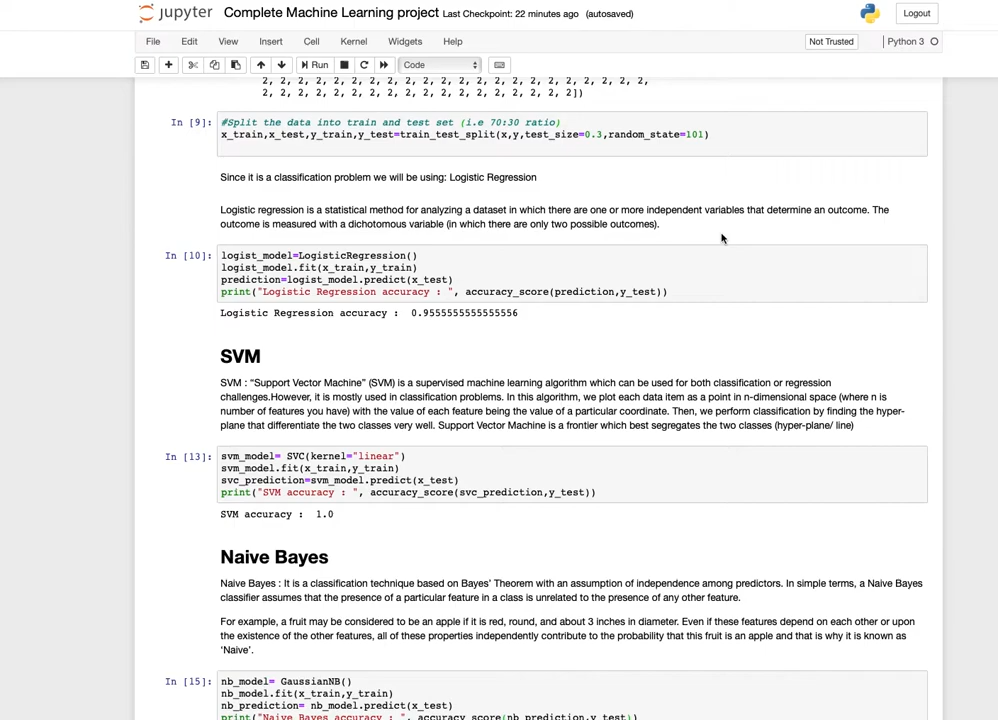 jupyter Complete Machine Learning project Last Checkpoint: 22 minutes ago (autosaved) Logout
File Edit View Insert Cell Kernel Widgets Help Not Trusted Python 3
Run Code
2, 2, 2, 2, 2, 2, 2, 2, 2, 2, 2, 2, 2, 2, 2, 2, 2, 2, 2, 2, 2, 2,
2, 2, 2, 2, 2, 2, 2, 2, 2, 2, 2, 2, 2, 2, 2, 2, 2, 2])
In [9]: #Split the data into train and test set (i.e 70:30 ratio)
x_train,x_test,y_train,y_test=train_test_split(x,y,test_size=0.3,random_state=101)
Since it is a classification problem we will be using: Logistic Regression
Logistic regression is a statistical method for analyzing a dataset in which there are one or more independent variables that determine an outcome. The
outcome is measured with a dichotomous variable (in which there are only two possible outcomes).
In [10]: logist_model=LogisticRegression()
logist_model.fit(x_train,y_train)
prediction=logist_model.predict(x_test)
print("Logistic Regression accuracy : ", accuracy_score(prediction,y_test))
Logistic Regression accuracy :  0.9555555555555556
SVM
SVM : “Support Vector Machine” (SVM) is a supervised machine learning algorithm which can be used for both classification or regression
challenges.However, it is mostly used in classification problems. In this algorithm, we plot each data item as a point in n-dimensional space (where n is
number of features you have) with the value of each feature being the value of a particular coordinate. Then, we perform classification by finding the hyper-
plane that differentiate the two classes very well. Support Vector Machine is a frontier which best segregates the two classes (hyper-plane/ line)
In [13]: svm_model= SVC(kernel="linear")
svm_model.fit(x_train,y_train)
svc_prediction=svm_model.predict(x_test)
print("SVM accuracy : ", accuracy_score(svc_prediction,y_test))
SVM accuracy :  1.0
Naive Bayes
Naive Bayes : It is a classification technique based on Bayes’ Theorem with an assumption of independence among predictors. In simple terms, a Naive Bayes
classifier assumes that the presence of a particular feature in a class is unrelated to the presence of any other feature.
For example, a fruit may be considered to be an apple if it is red, round, and about 3 inches in diameter. Even if these features depend on each other or upon
the existence of the other features, all of these properties independently contribute to the probability that this fruit is an apple and that is why it is known as
‘Naive’.
In [15]: nb_model= GaussianNB()
nb_model.fit(x_train,y_train)
nb_prediction= nb_model.predict(x_test)
print("Naive Bayes accuracy : ", accuracy_score(nb_prediction,y_test))